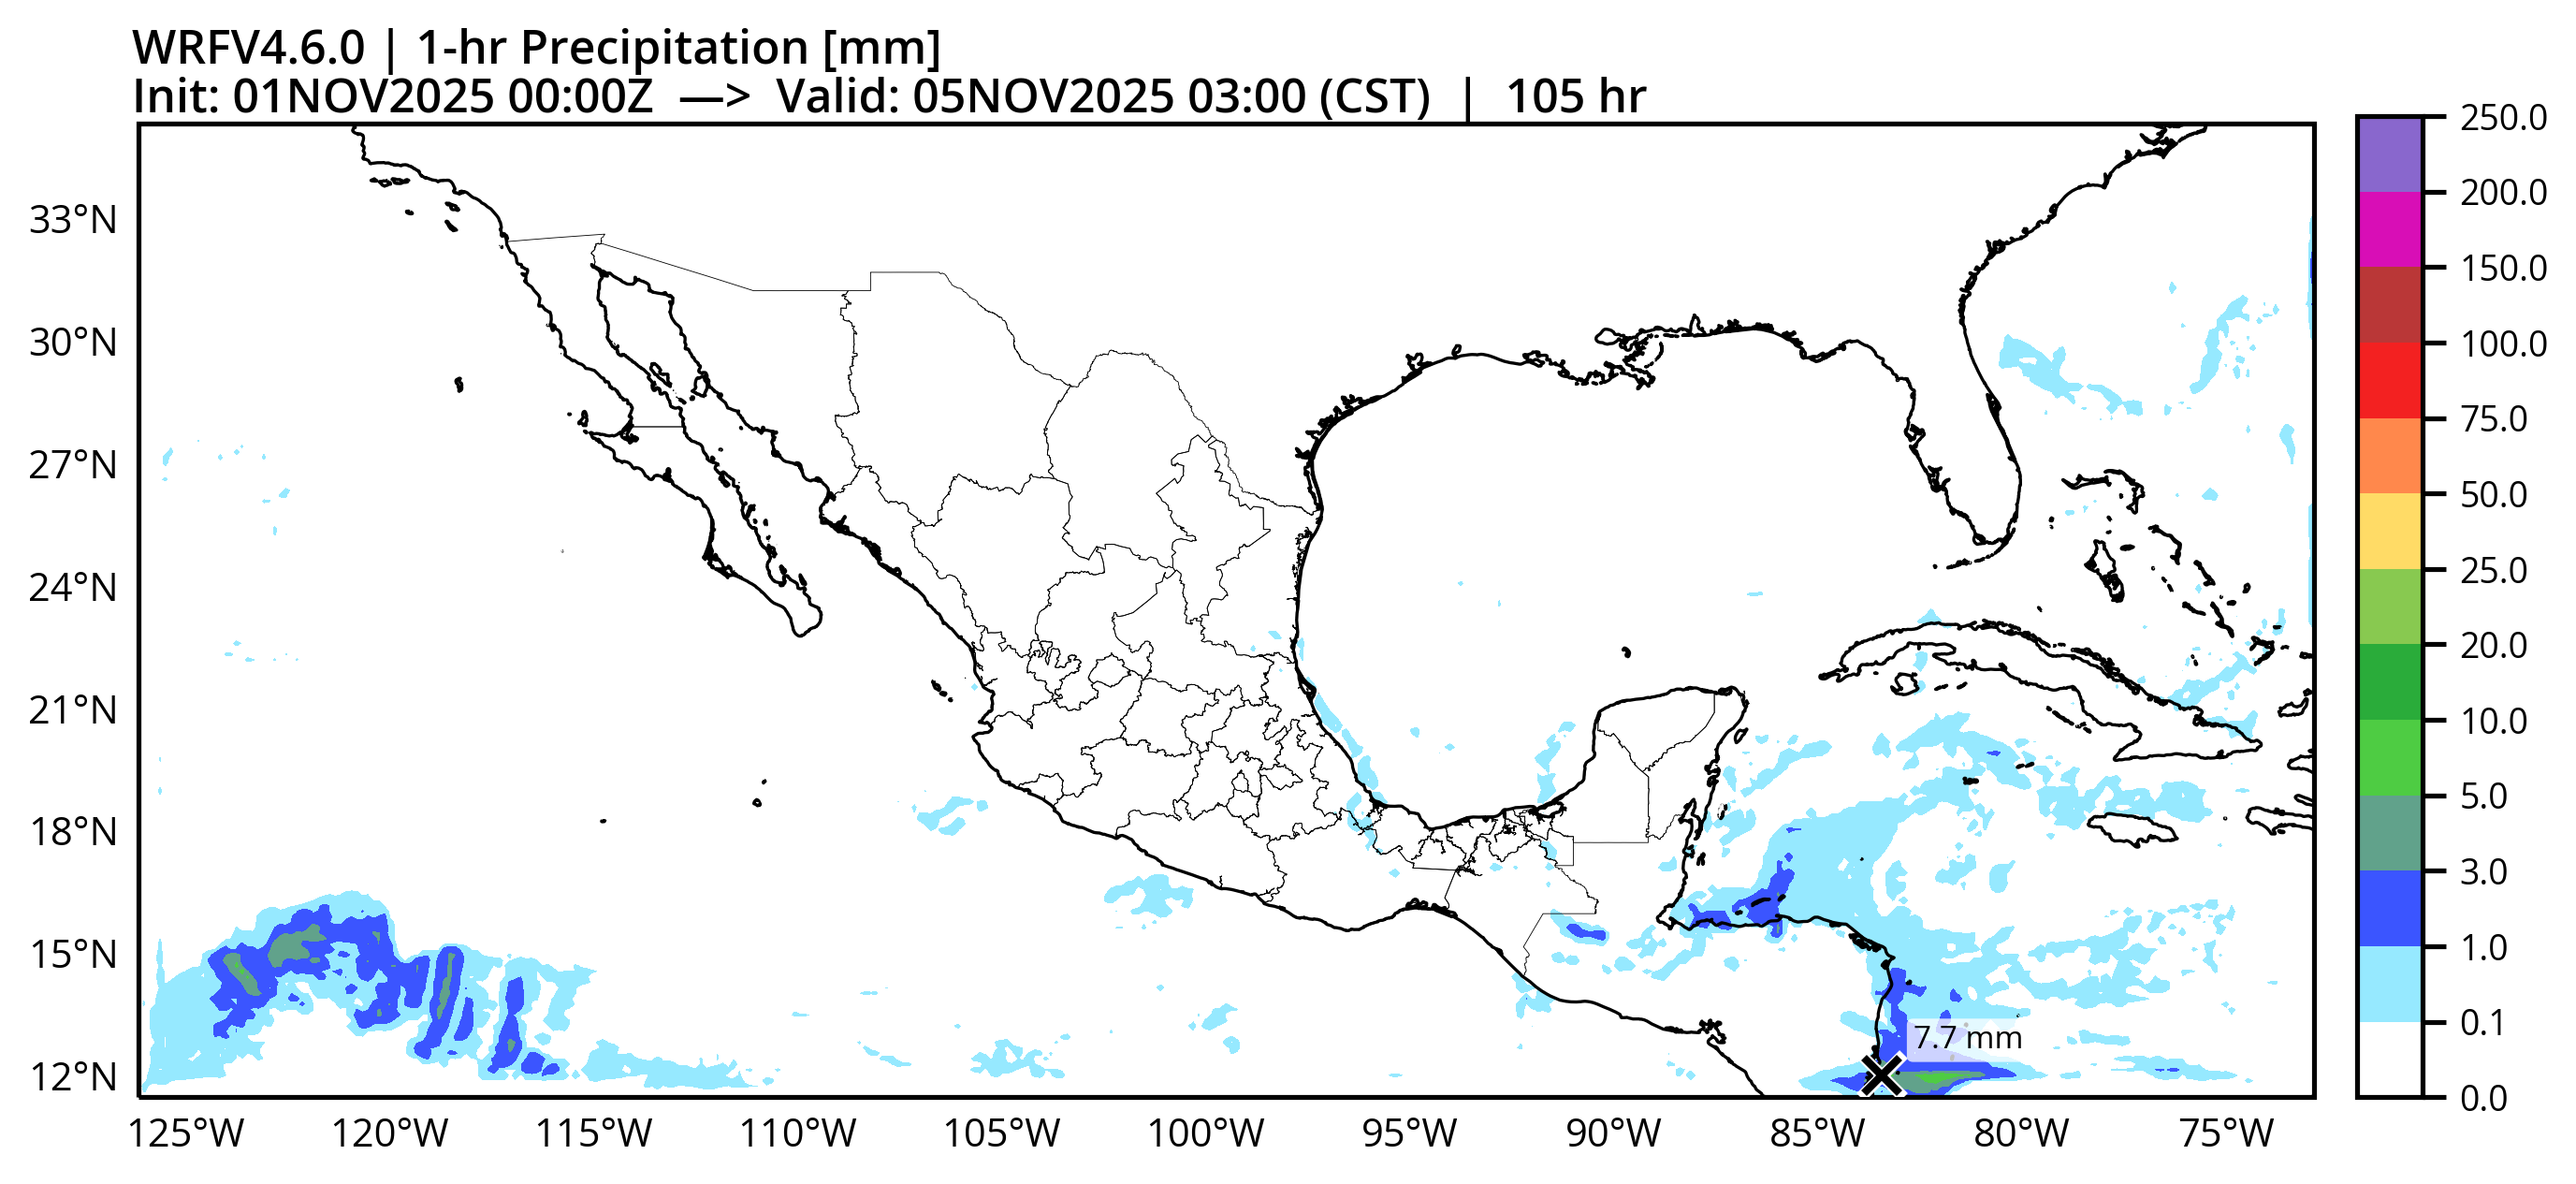 WRFV4.6.0 | 1-hr Precipitation [mm]
Init: 01NOV2025 00:00Z —> Valid: 05NOV2025 03:00 (CST) | 105 hr
33°N
30°N
27°N
24°N
21°N
18°N
15°N
12°N
7.7 mm
125°W 120°W 115°W 110°W 105°W 100°W 95°W 90°W 85°W 80°W 75°W
250.0
200.0
150.0
100.0
75.0
50.0
25.0
20.0
10.0
5.0
3.0
1.0
0.1
0.0